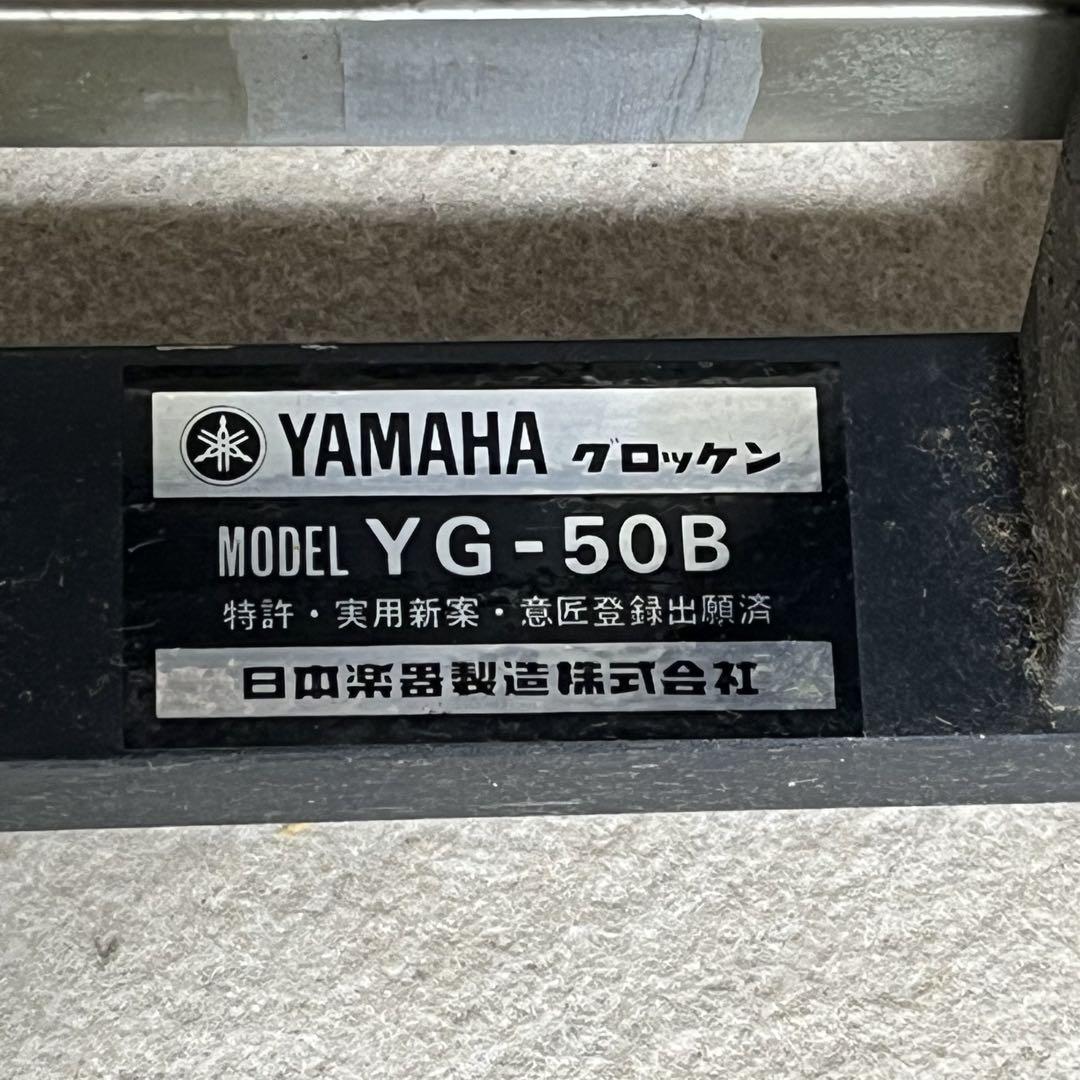 YAMAHA グロッケン
MODEL YG-50B
特許・実用新案・意匠登録出願済
日本楽器製造株式会社